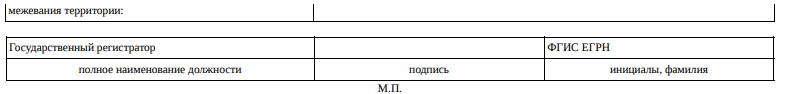 межевания территории:
Государственный регистратор ФГИС ЕГРН
полное наименование должности подпись инициалы, фамилия
М.П.